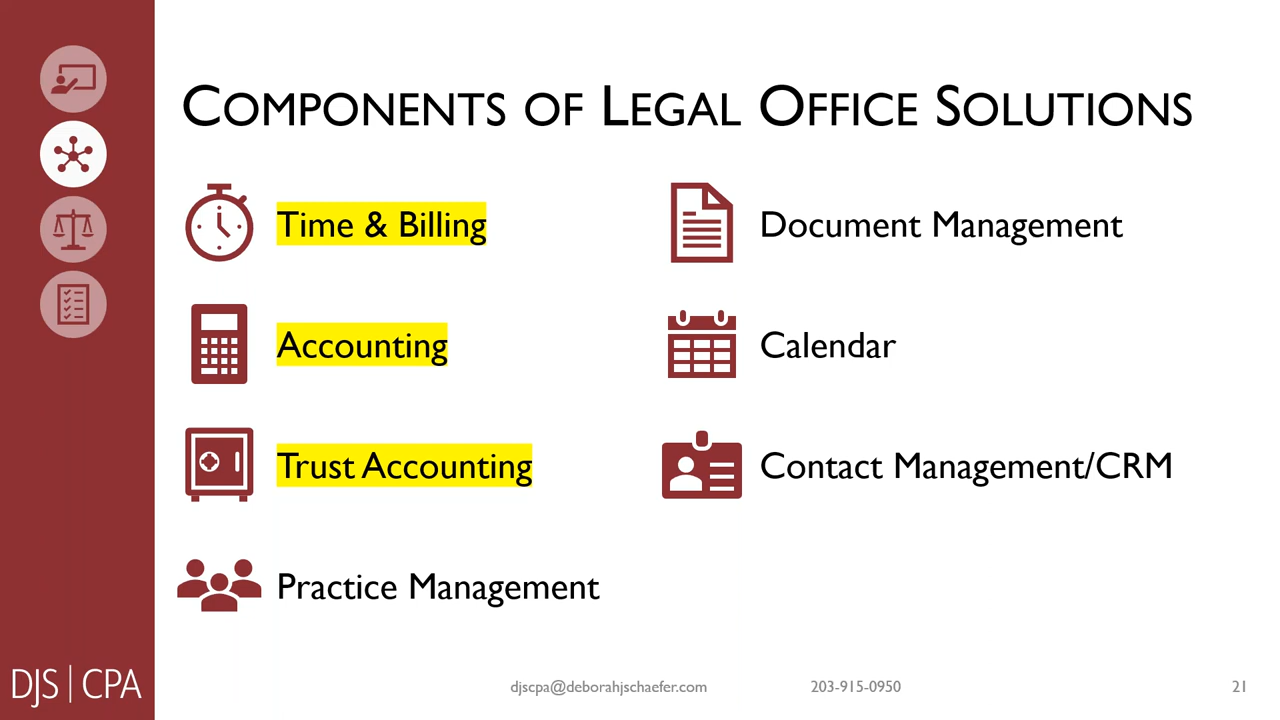 COMPONENTS OF LEGAL OFFICE SOLUTIONS
Time & Billing
Accounting
Trust Accounting
Practice Management
Document Management
Calendar
Contact Management/CRM
DJS|CPA
djscpa@deborahjschaefer.com
203-915-0950
21